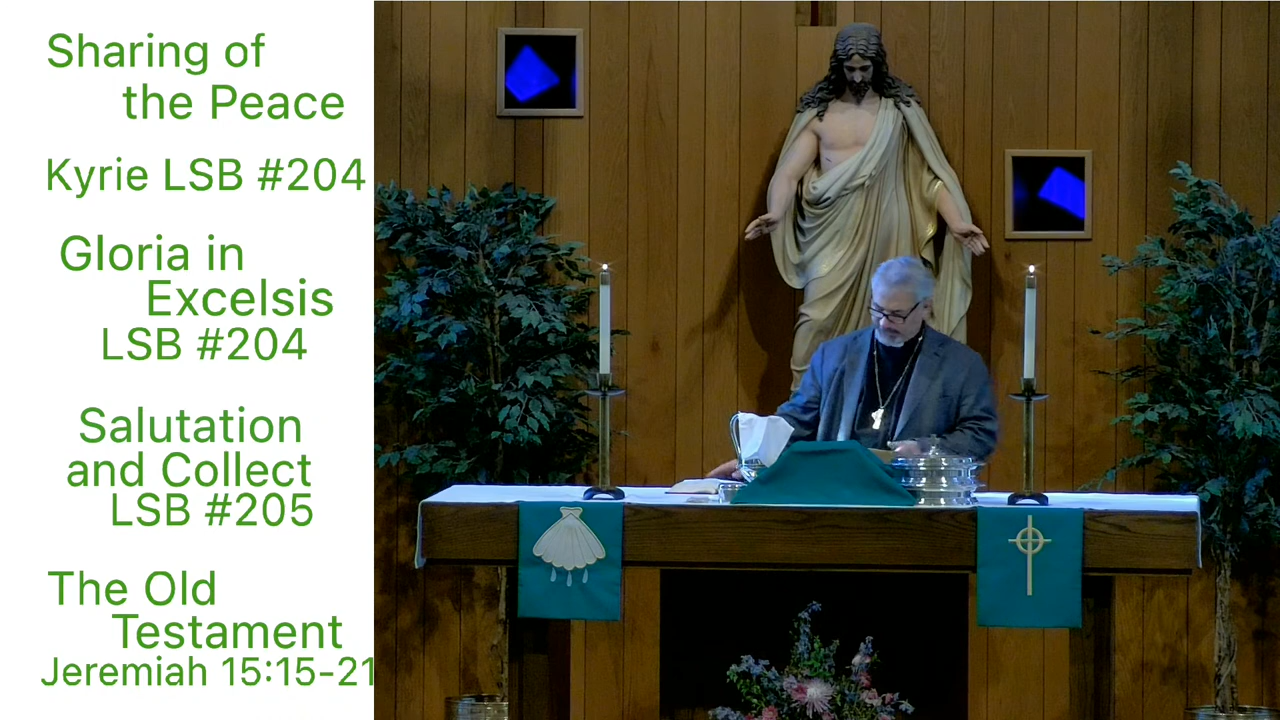 Sharing of
the Peace
Kyrie LSB #204
Gloria in
Excelsis
LSB #204
Salutation
and Collect
LSB #205
The Old
Testament
Jeremiah 15:15-21